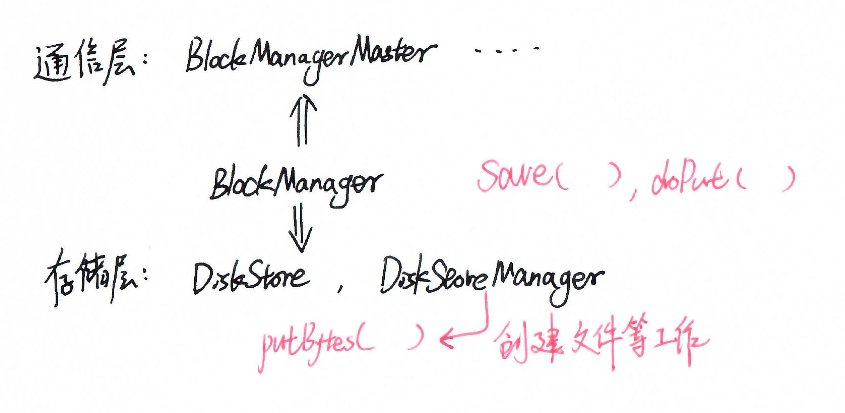 通信层: BlockManagerMaster .....
BlockManager Save( ), doPut( )
存储层: DiskStore , DiskStoreManager
putBytes( ) 创建文件等工作